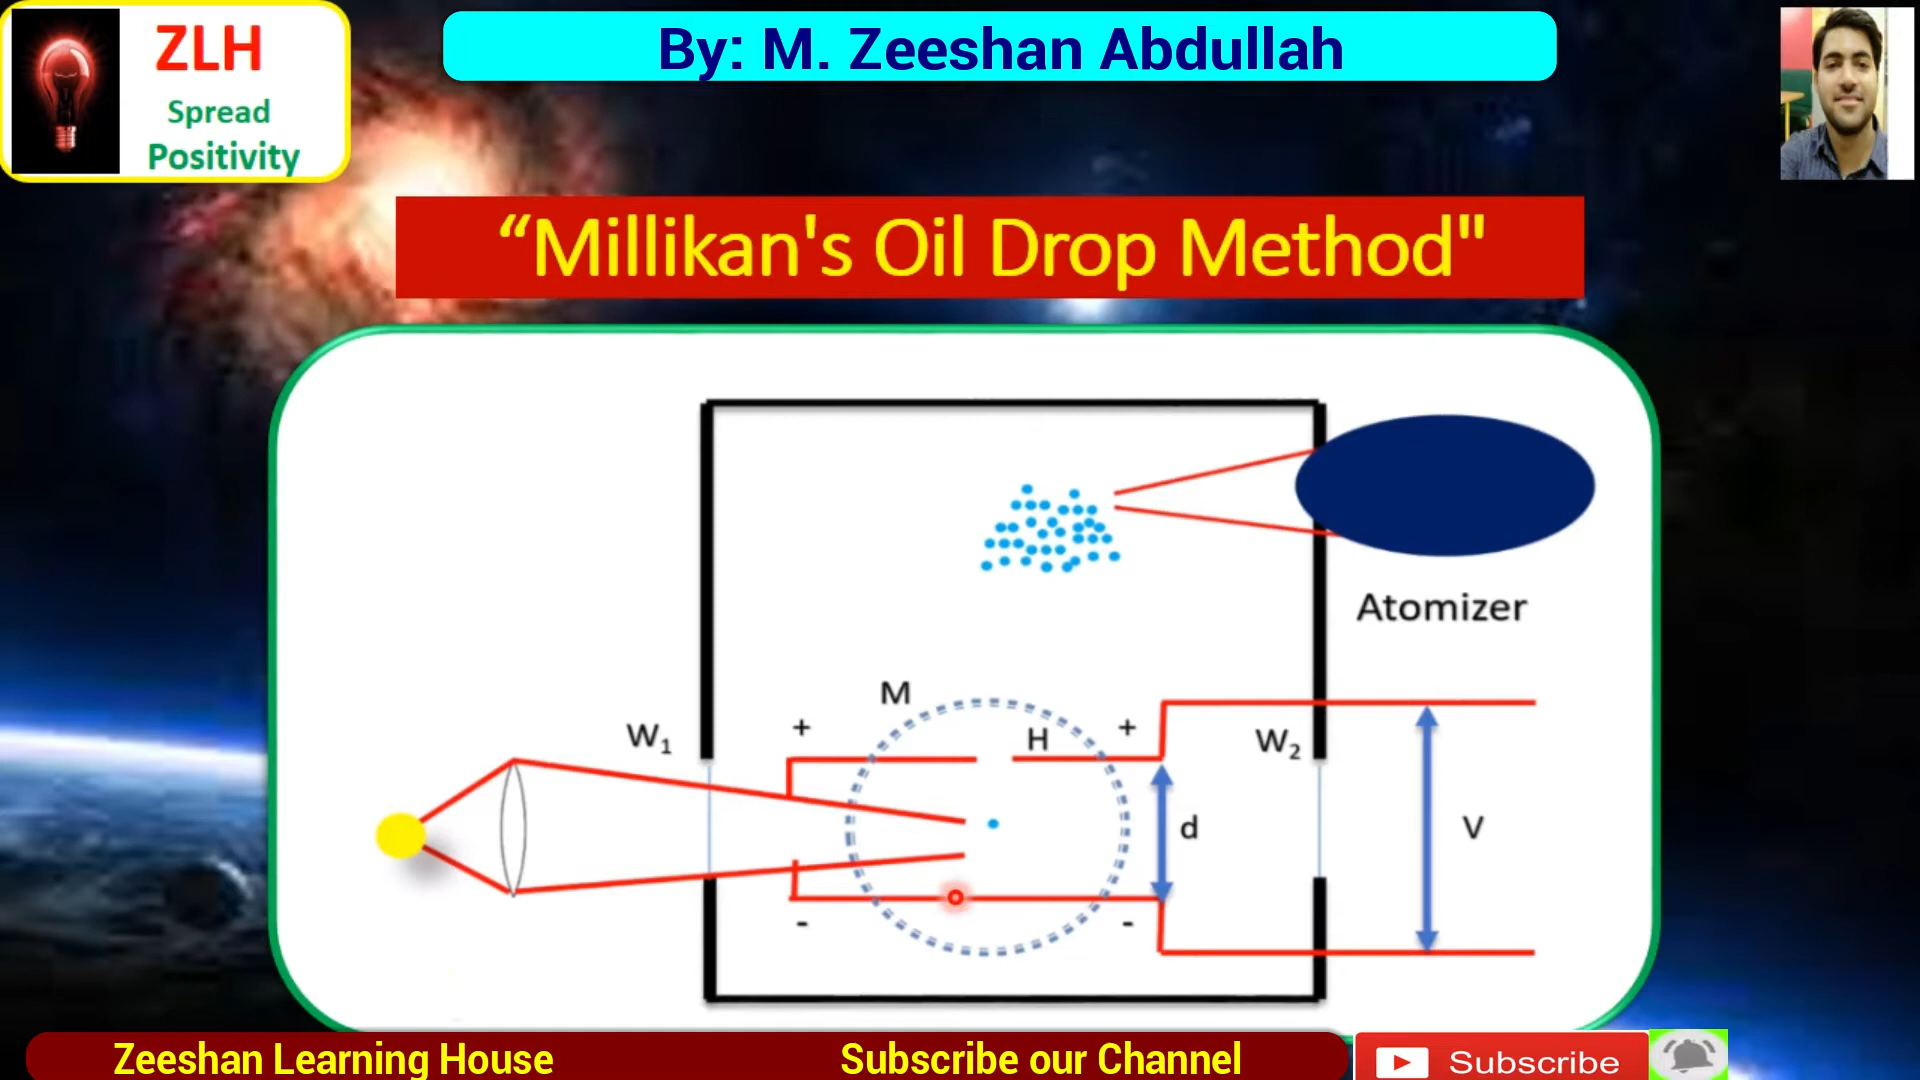 ZLH
Spread
Positivity
By: M. Zeeshan Abdullah
“Millikan's Oil Drop Method"
Atomizer
M
W₁
+
H
+
W₂
d
V
-
-
Zeeshan Learning House
Subscribe our Channel
Subscribe